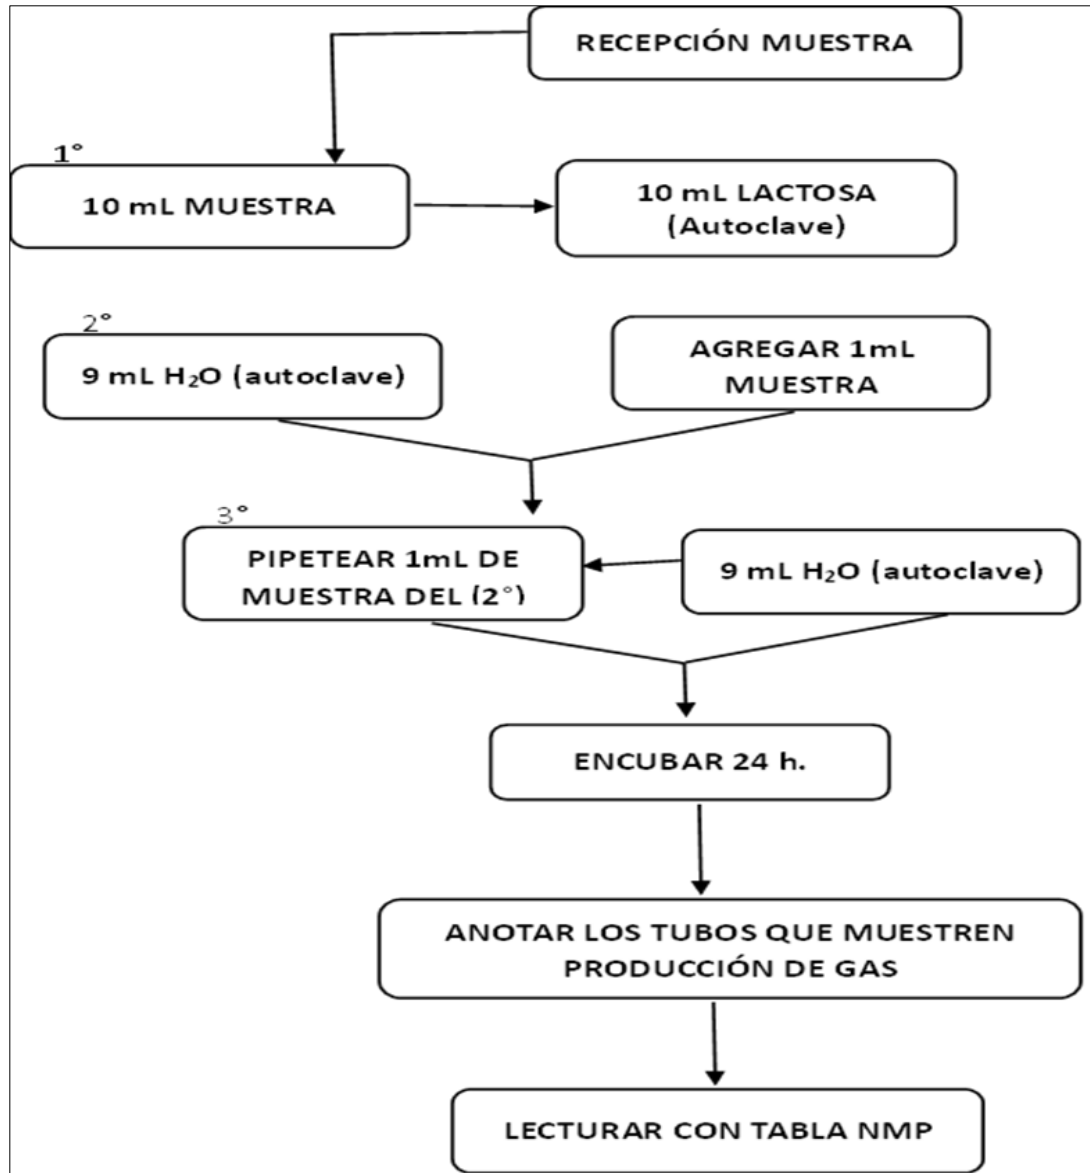 RECEPCIÓN MUESTRA
1°
10 mL MUESTRA
10 mL LACTOSA
(Autoclave)
2°
9 mL H₂O (autoclave)
AGREGAR 1mL
MUESTRA
3°
PIPETEAR 1mL DE
MUESTRA DEL (2°)
9 mL H₂O (autoclave)
ENCUBAR 24 h.
ANOTAR LOS TUBOS QUE MUESTREN
PRODUCCIÓN DE GAS
LECTURAR CON TABLA NMP